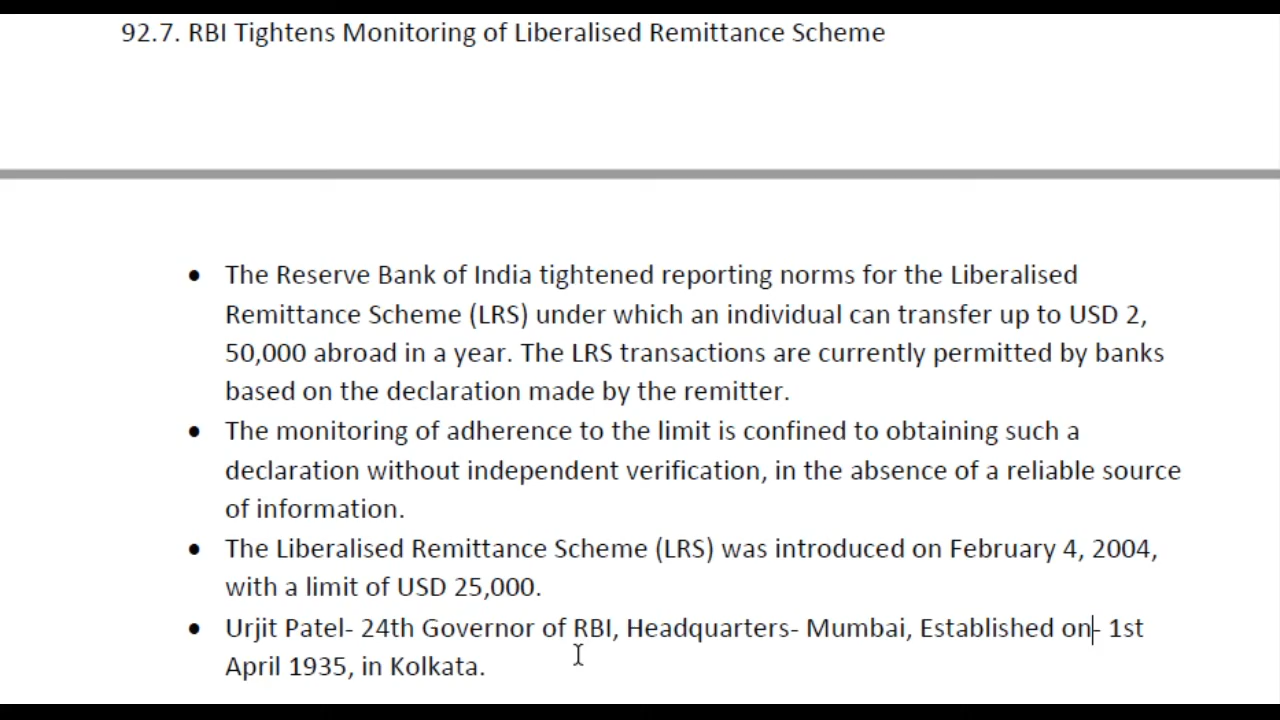 92.7. RBI Tightens Monitoring of Liberalised Remittance Scheme
• The Reserve Bank of India tightened reporting norms for the Liberalised
Remittance Scheme (LRS) under which an individual can transfer up to USD 2,
50,000 abroad in a year. The LRS transactions are currently permitted by banks
based on the declaration made by the remitter.
• The monitoring of adherence to the limit is confined to obtaining such a
declaration without independent verification, in the absence of a reliable source
of information.
• The Liberalised Remittance Scheme (LRS) was introduced on February 4, 2004,
with a limit of USD 25,000.
• Urjit Patel- 24th Governor of RBI, Headquarters- Mumbai, Established on- 1st
April 1935, in Kolkata.